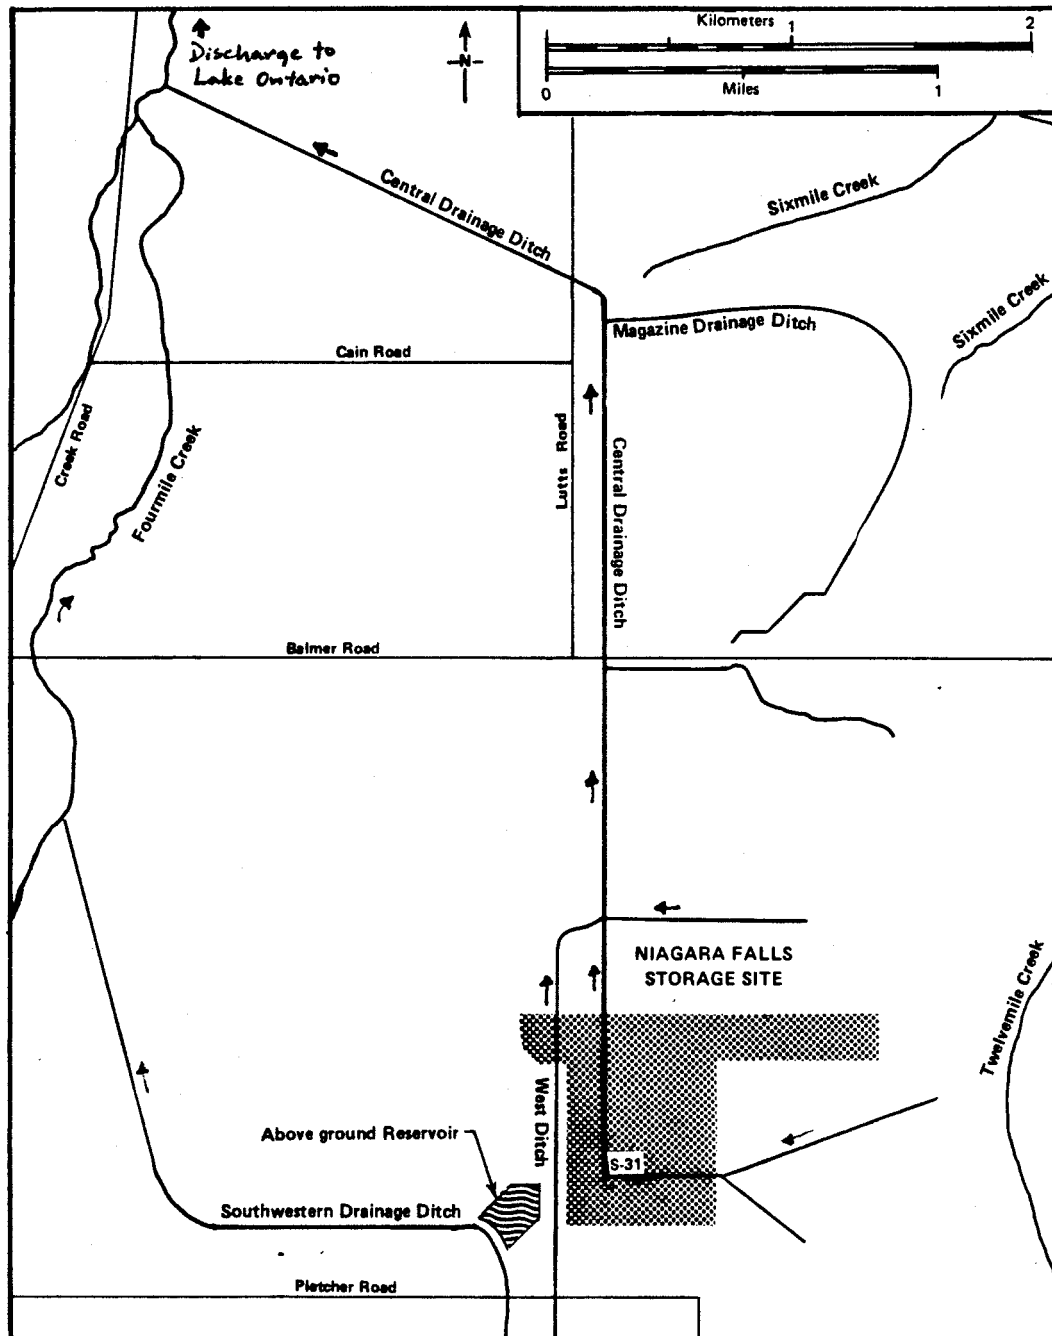 Kilometers
1
2
0
Miles
1
Discharge to
Lake Ontario
N
Sixmile Creek
Central Drainage Ditch
Sixmile Creek
Magazine Drainage Ditch
Cain Road
Creek Road
Fourmile Creek
Lutts Road
Central Drainage Ditch
Balmer Road
NIAGARA FALLS
STORAGE SITE
Twelvemile Creek
West Ditch
Above ground Reservoir
S-31
Southwestern Drainage Ditch
Pletcher Road